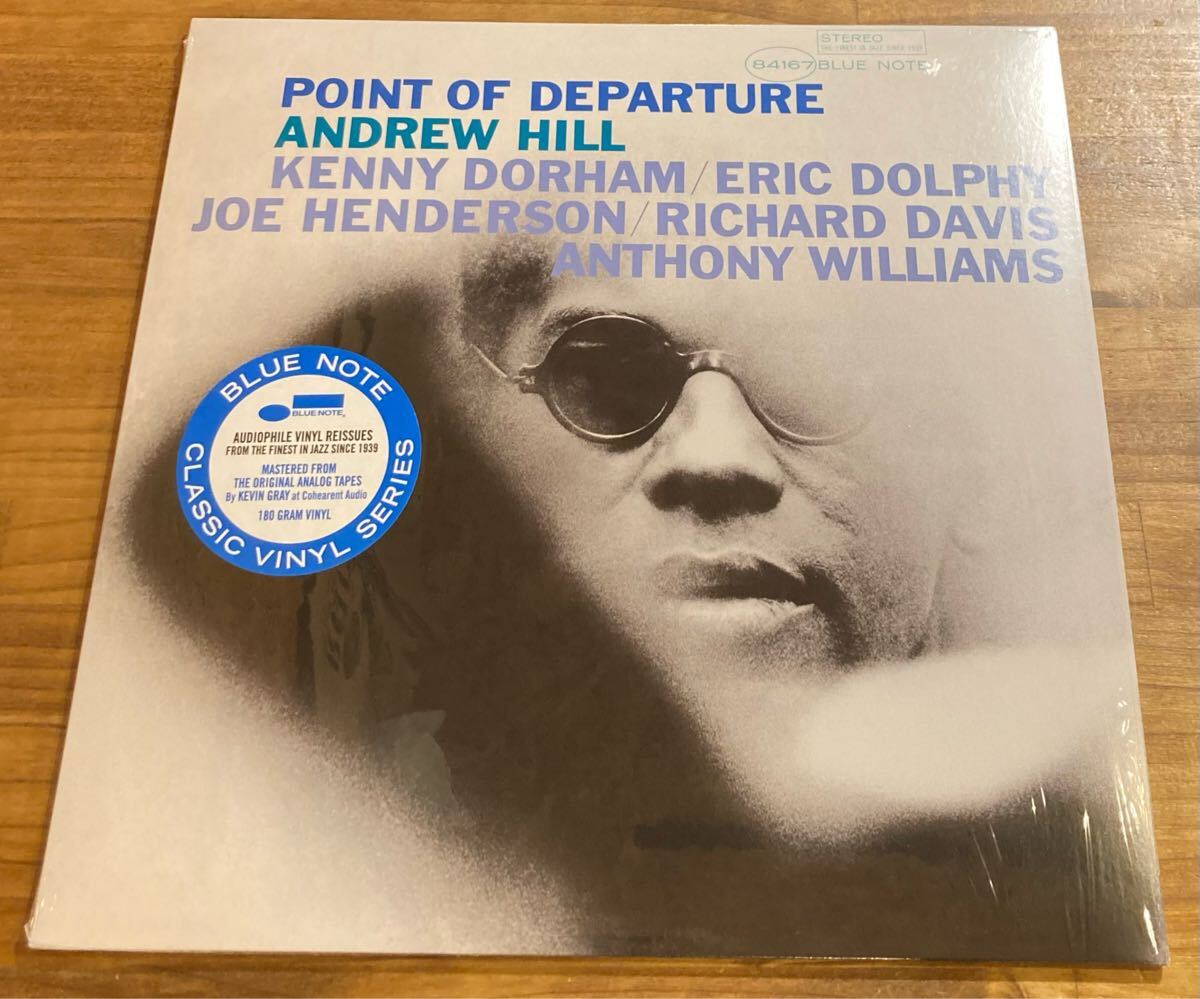 STEREO
THE FINEST IN JAZZ SINCE 1939
84167 BLUE NOTE
POINT OF DEPARTURE
ANDREW HILL
KENNY DORHAM/ERIC DOLPHY
JOE HENDERSON/RICHARD DAVIS
ANTHONY WILLIAMS
BLUE NOTE
BLUE NOTE®
AUDIOPHILE VINYL REISSUES
FROM THE FINEST IN JAZZ SINCE 1939
MASTERED FROM
THE ORIGINAL ANALOG TAPES
By KEVIN GRAY at Cohearent Audio
180 GRAM VINYL
CLASSIC VINYL SERIES